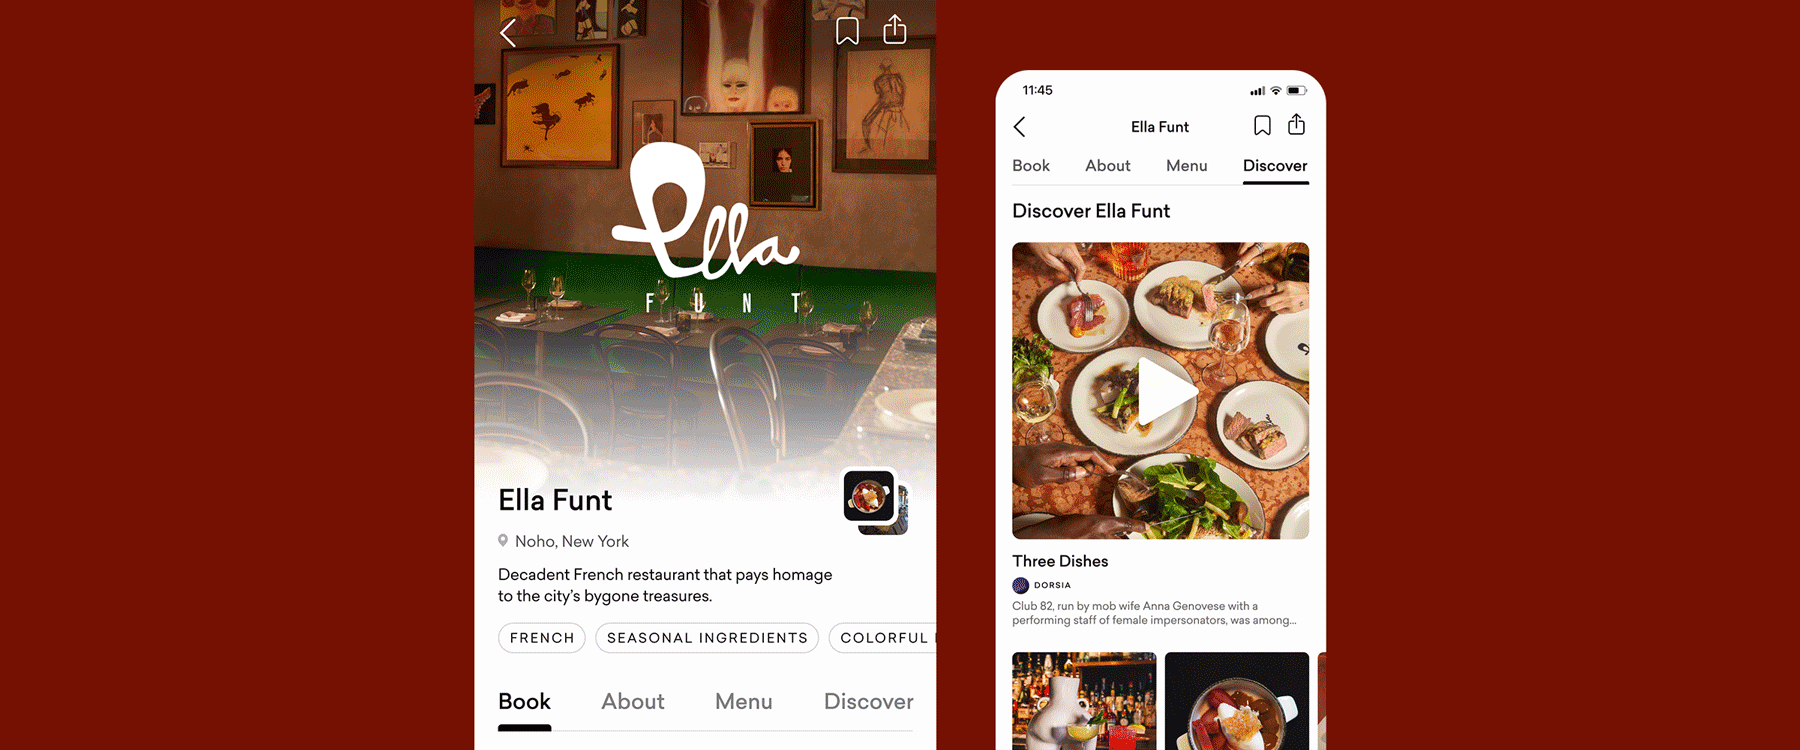 Ella
FUNT
Ella Funt
Noho, New York
Decadent French restaurant that pays homage
to the city's bygone treasures.
FRENCH
SEASONAL INGREDIENTS
COLORFUL
Book
About
Menu
Discover
11:45
Ella Funt
Book
About
Menu
Discover
Discover Ella Funt
Three Dishes
DORSIA
Club 82, run by mob wife Anna Genovese with a
performing staff of female impersonators, was among...